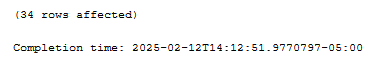 (34 rows affected)
Completion time: 2025-02-12T14:12:51.9770797-05:00